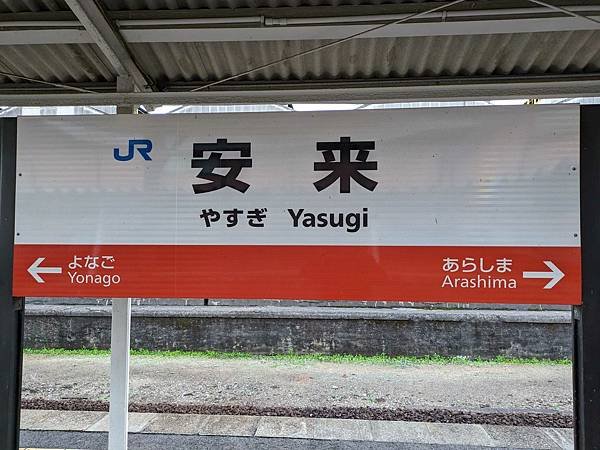 JR 安来
やすぎ Yasugi
← よなご
Yonago
あらしま →
Arashima